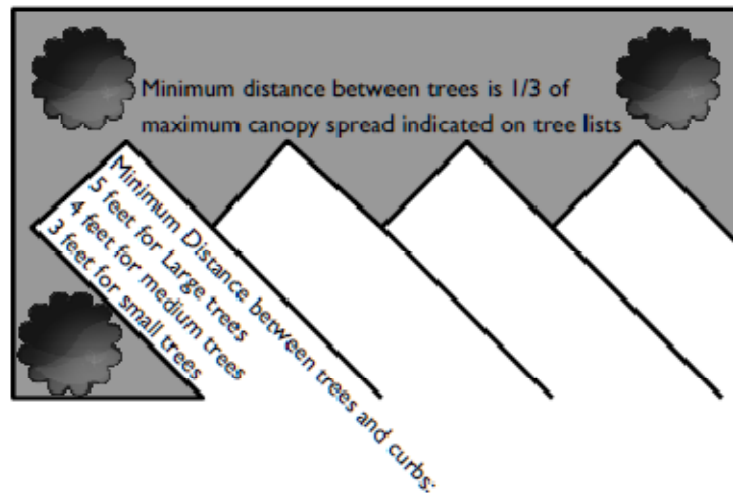 Minimum distance between trees is 1/3 of
maximum canopy spread indicated on tree lists
Minimum Distance between trees and curbs:
5 feet for Large trees
4 feet for medium trees
3 feet for small trees